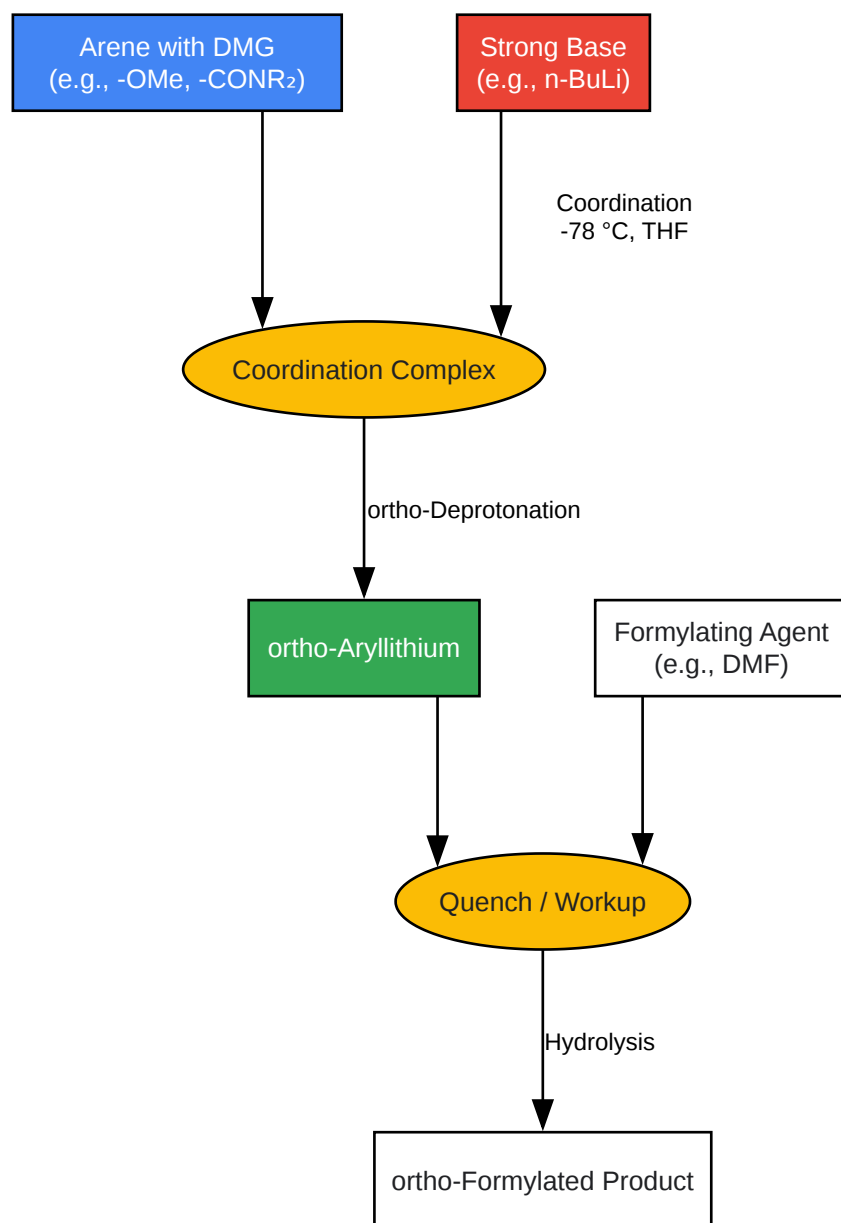 Arene with DMG
(e.g., -OMe, -CONR₂)
Strong Base
(e.g., n-BuLi)
Coordination
-78 °C, THF
Coordination Complex
ortho-Deprotonation
ortho-Aryllithium
Formylating Agent
(e.g., DMF)
Quench / Workup
Hydrolysis
ortho-Formylated Product